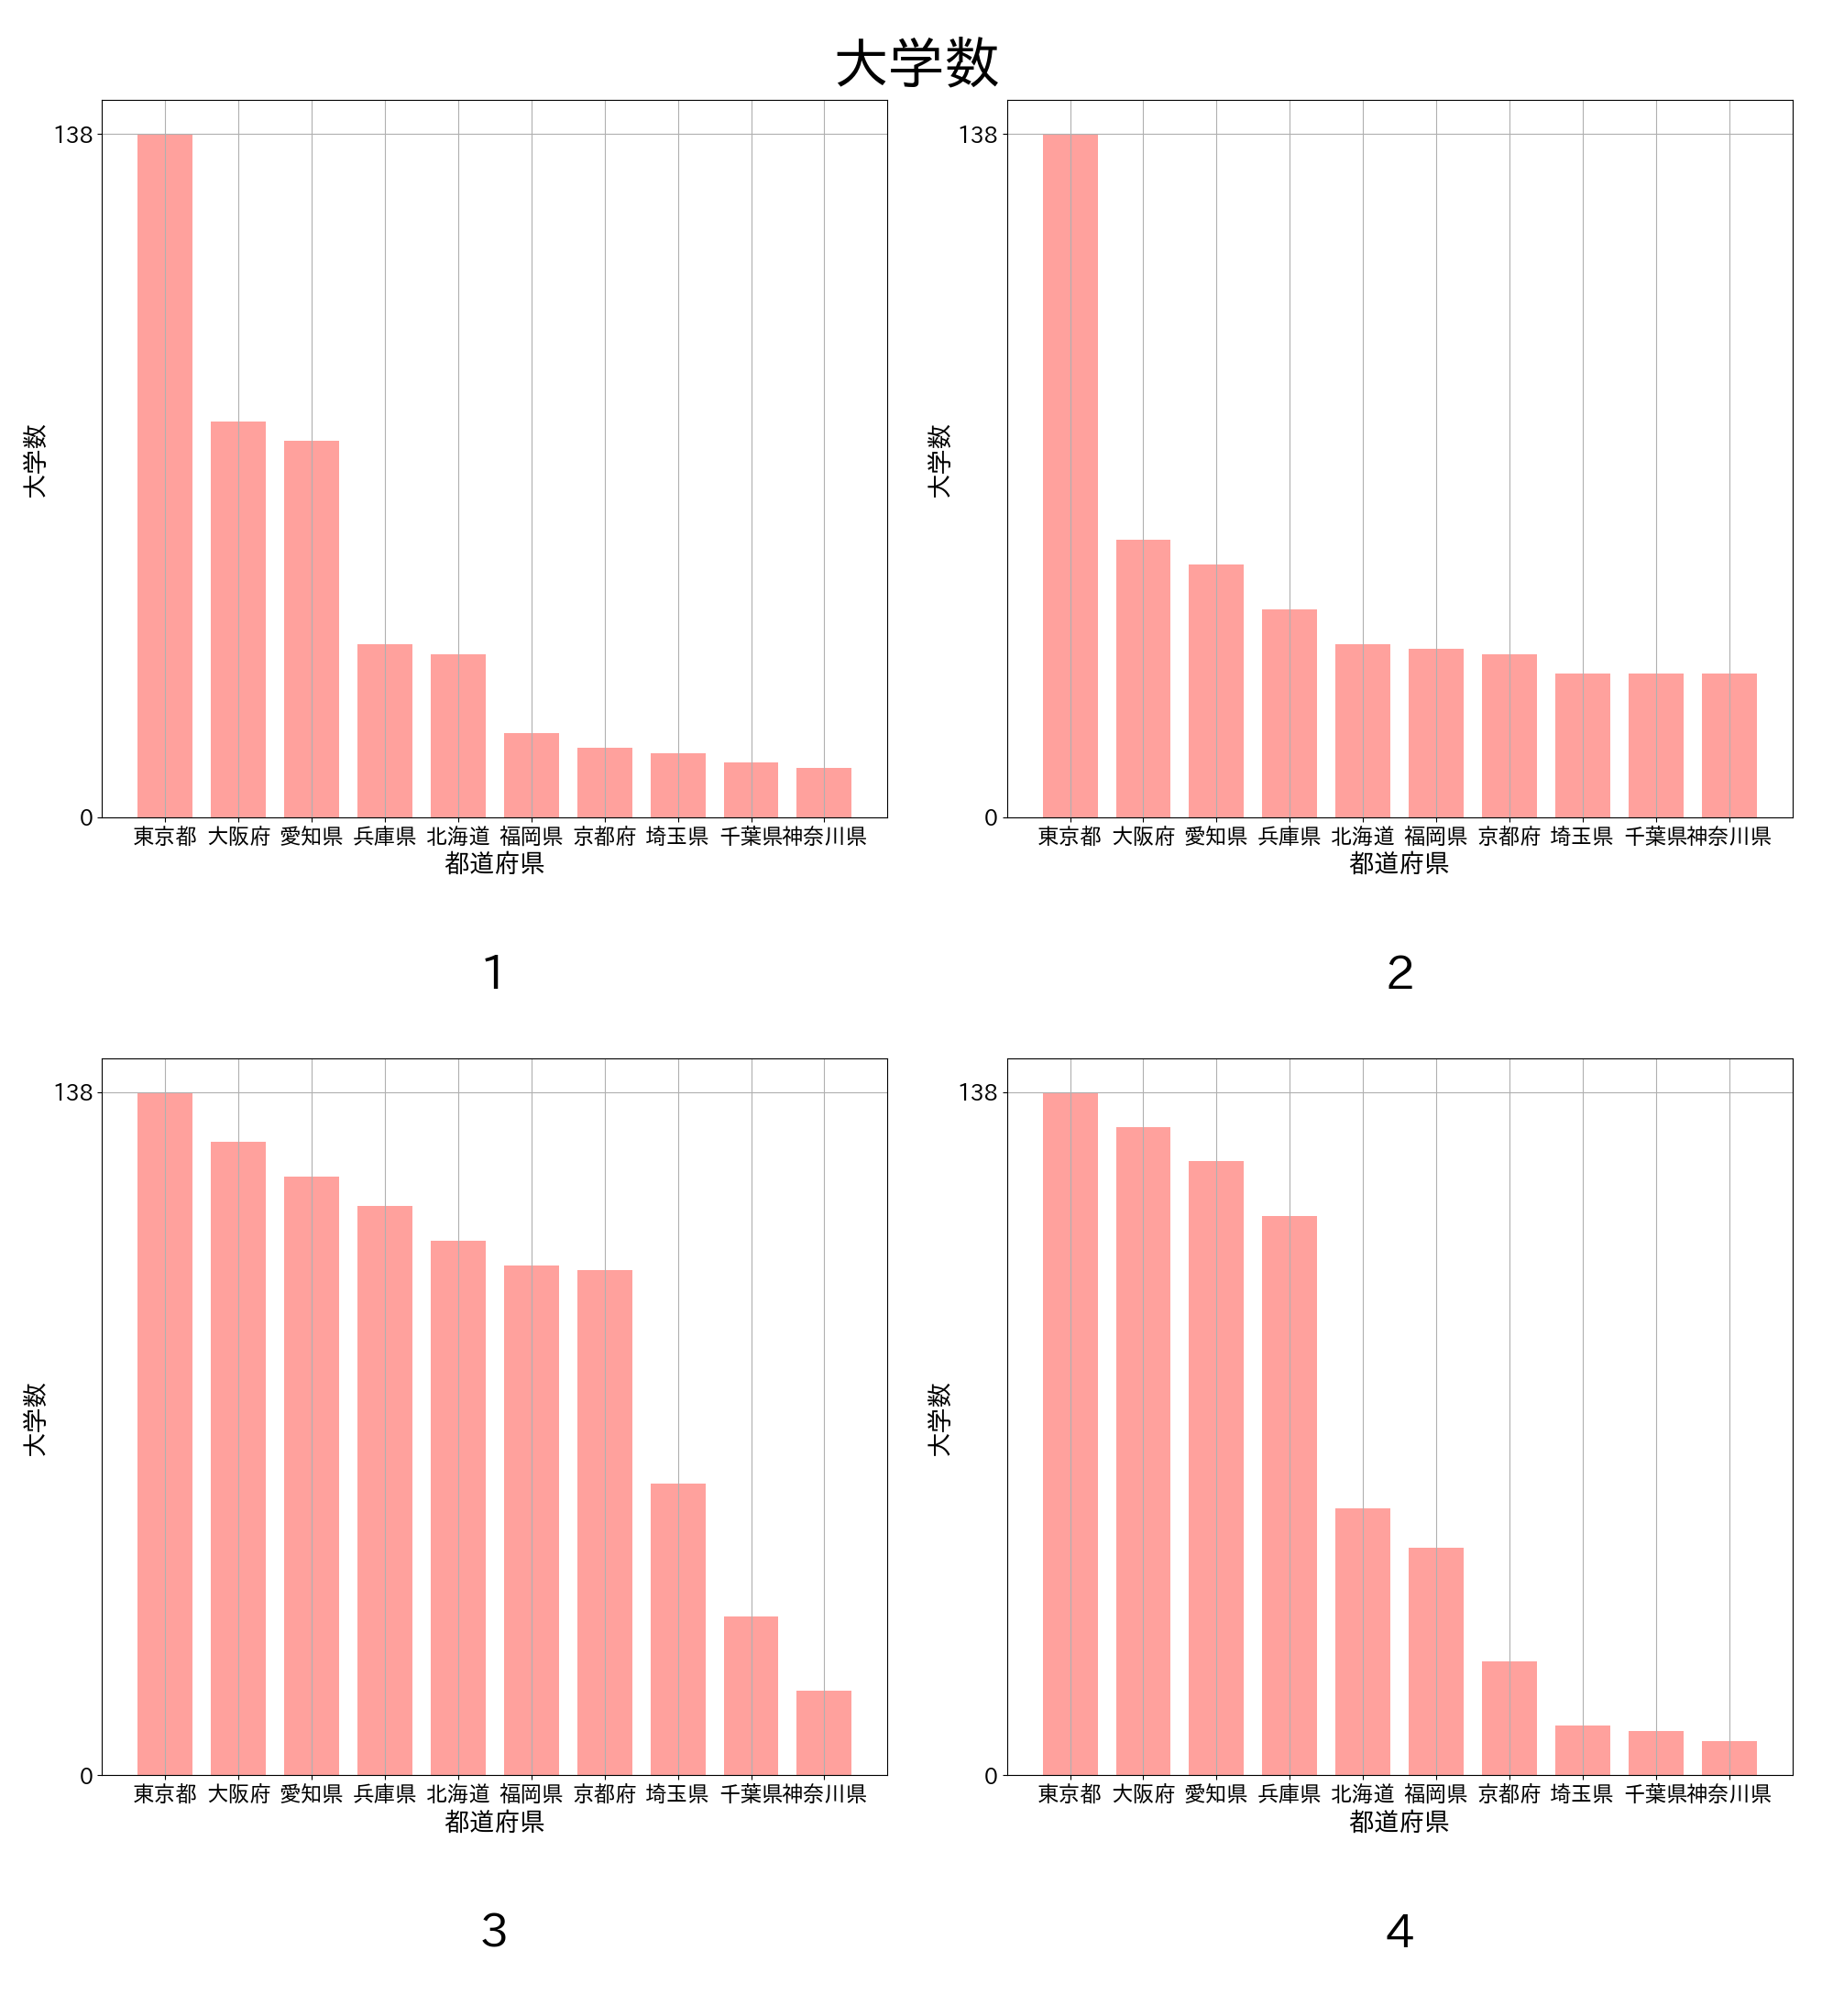 大学数
138
0
大学数
東京都 大阪府 愛知県 兵庫県 北海道 福岡県 京都府 埼玉県 千葉県 神奈川県
都道府県
1
138
0
大学数
東京都 大阪府 愛知県 兵庫県 北海道 福岡県 京都府 埼玉県 千葉県 神奈川県
都道府県
2
138
0
大学数
東京都 大阪府 愛知県 兵庫県 北海道 福岡県 京都府 埼玉県 千葉県 神奈川県
都道府県
3
138
0
大学数
東京都 大阪府 愛知県 兵庫県 北海道 福岡県 京都府 埼玉県 千葉県 神奈川県
都道府県
4